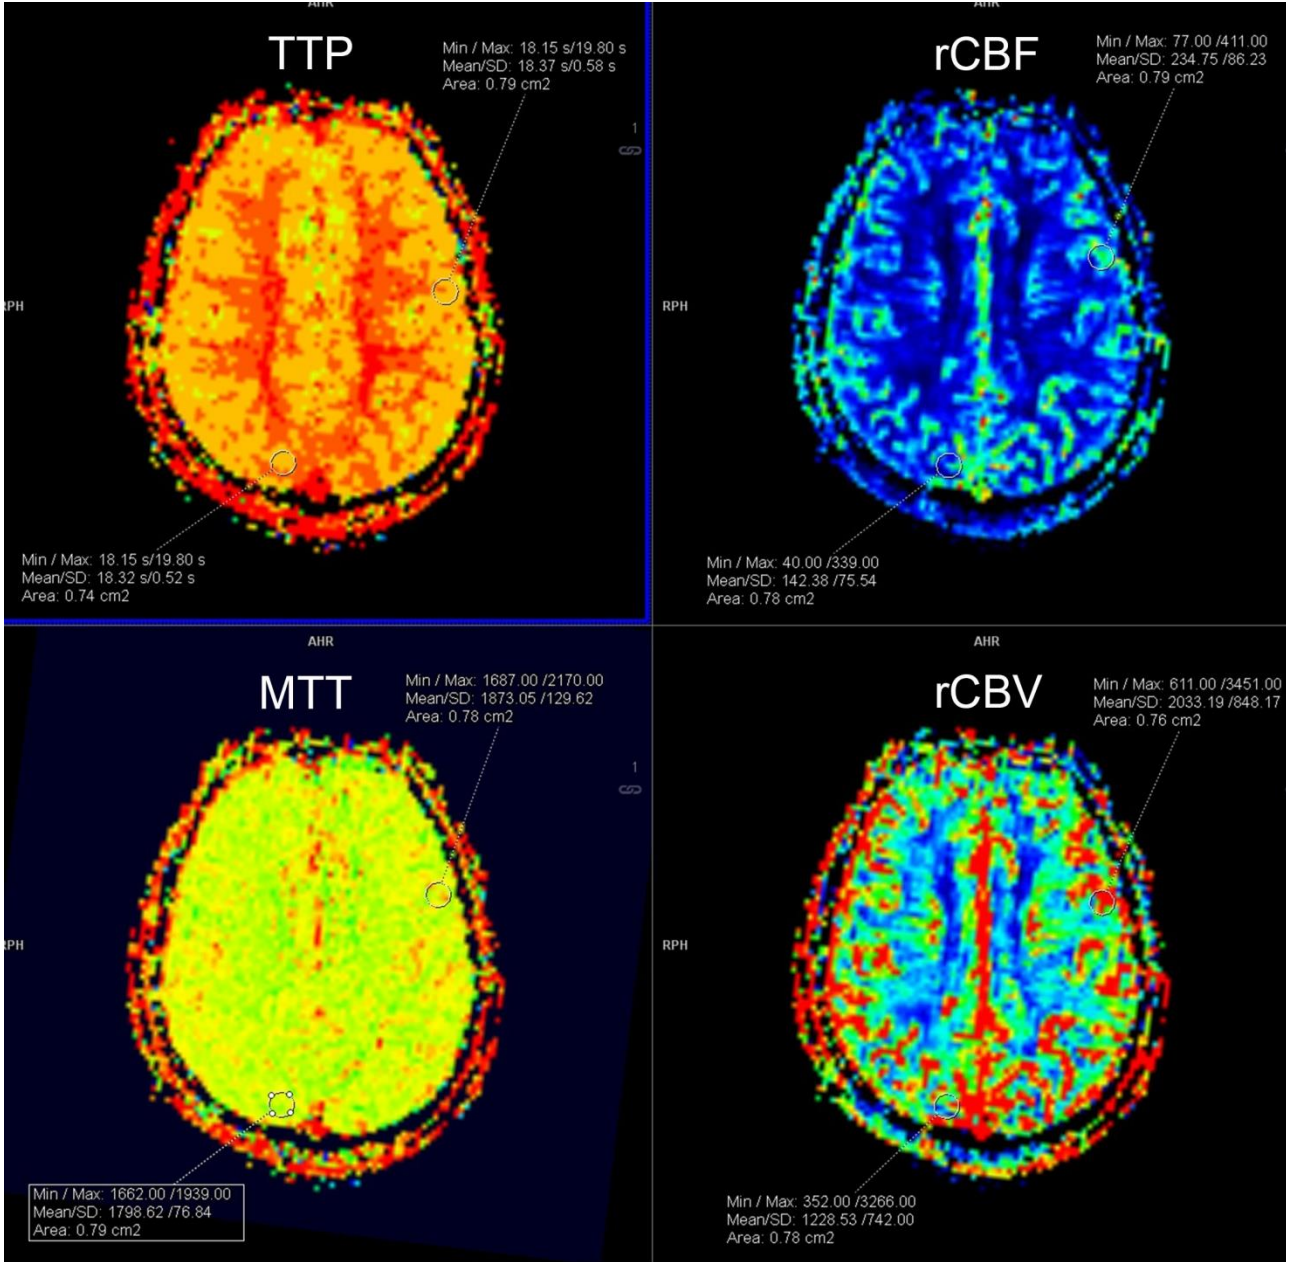 AHR
TTP
Min / Max: 18.15 s/19.80 s
Mean/SD: 18.37 s/0.58 s
Area: 0.79 cm2
1
RPH
Min / Max: 18.15 s/19.80 s
Mean/SD: 18.32 s/0.52 s
Area: 0.74 cm2
AHR
rCBF
Min / Max: 77.00 /411.00
Mean/SD: 234.75 /86.23
Area: 0.79 cm2
RPH
Min / Max: 40.00 /339.00
Mean/SD: 142.38 /75.54
Area: 0.78 cm2
AHR
MTT
Min / Max: 1687.00 /2170.00
Mean/SD: 1873.05 /129.62
Area: 0.78 cm2
1
RPH
Min / Max: 1662.00 /1939.00
Mean/SD: 1798.62 /76.84
Area: 0.79 cm2
AHR
rCBV
Min / Max: 611.00 /3451.00
Mean/SD: 2033.19 /848.17
Area: 0.76 cm2
RPH
Min / Max: 352.00 /3266.00
Mean/SD: 1228.53 /742.00
Area: 0.78 cm2